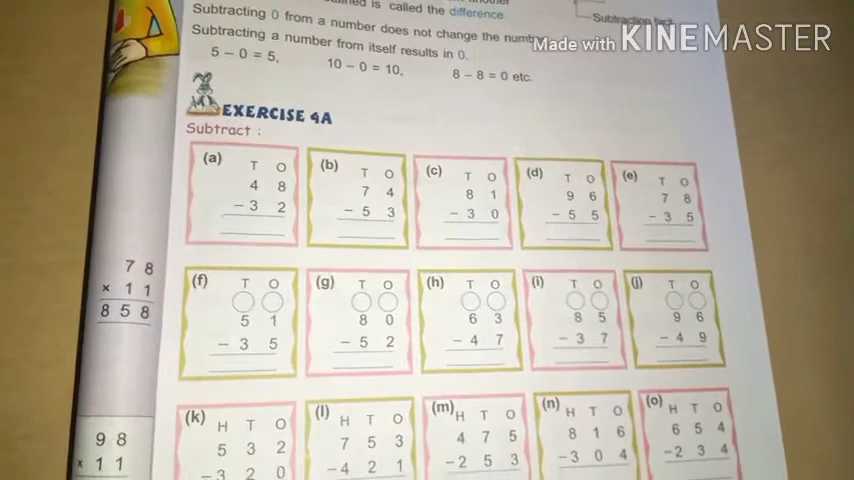 is called the difference.
Subtracting 0 from a number does not change the
Subtracting a number from itself results in 0.
5 - 0 = 5, 10 - 0 = 10, 8 - 8 = 0 etc.
Subtraction fact
Made with KINEMASTER
EXERCISE 4A
Subtract :
(a) T O
4 8
- 3 2
(b) T O
7 4
- 5 3
(c) T O
8 1
- 3 0
(d) T O
9 6
- 5 5
(e) T O
7 8
- 3 5
(f) T O
5 1
- 3 5
(g) T O
8 0
- 5 2
(h) T O
6 3
- 4 7
(i) T O
8 5
- 3 7
(j) T O
9 6
- 4 9
(k) H T O
5 3 2
- 3 2 0
(l) H T O
7 5 3
- 4 2 1
(m) H T O
4 7 5
- 2 5 3
(n) H T O
8 1 6
- 3 0 4
(o) H T O
6 5 4
- 2 3 4
7 8
x 1 1
8 5 8
9 8
x 1 1